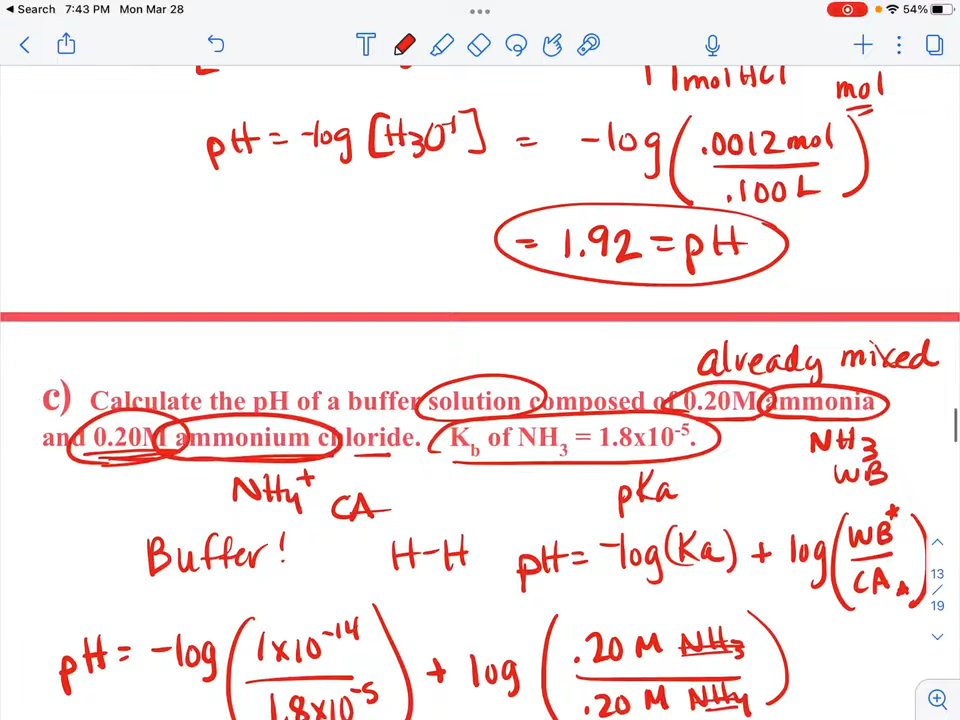 Search 7:43 PM Mon Mar 28 54%
1 mol HCl
mol
pH = -log [H3O+1] = -log (.0012 mol / .100 L)
= 1.92 = pH
already mixed
c) Calculate the pH of a buffer solution composed of 0.20M ammonia
and 0.20M ammonium chloride. Kb of NH3 = 1.8x10-5.
NH3
WB
NH4+ CA pKa
Buffer! H-H pH = -log(Ka) + log (WB* / CA)
13
/
19
pH = -log (1x10-14 / 1.8x10-5) + log (.20 M NH3 / .20 M NH4)